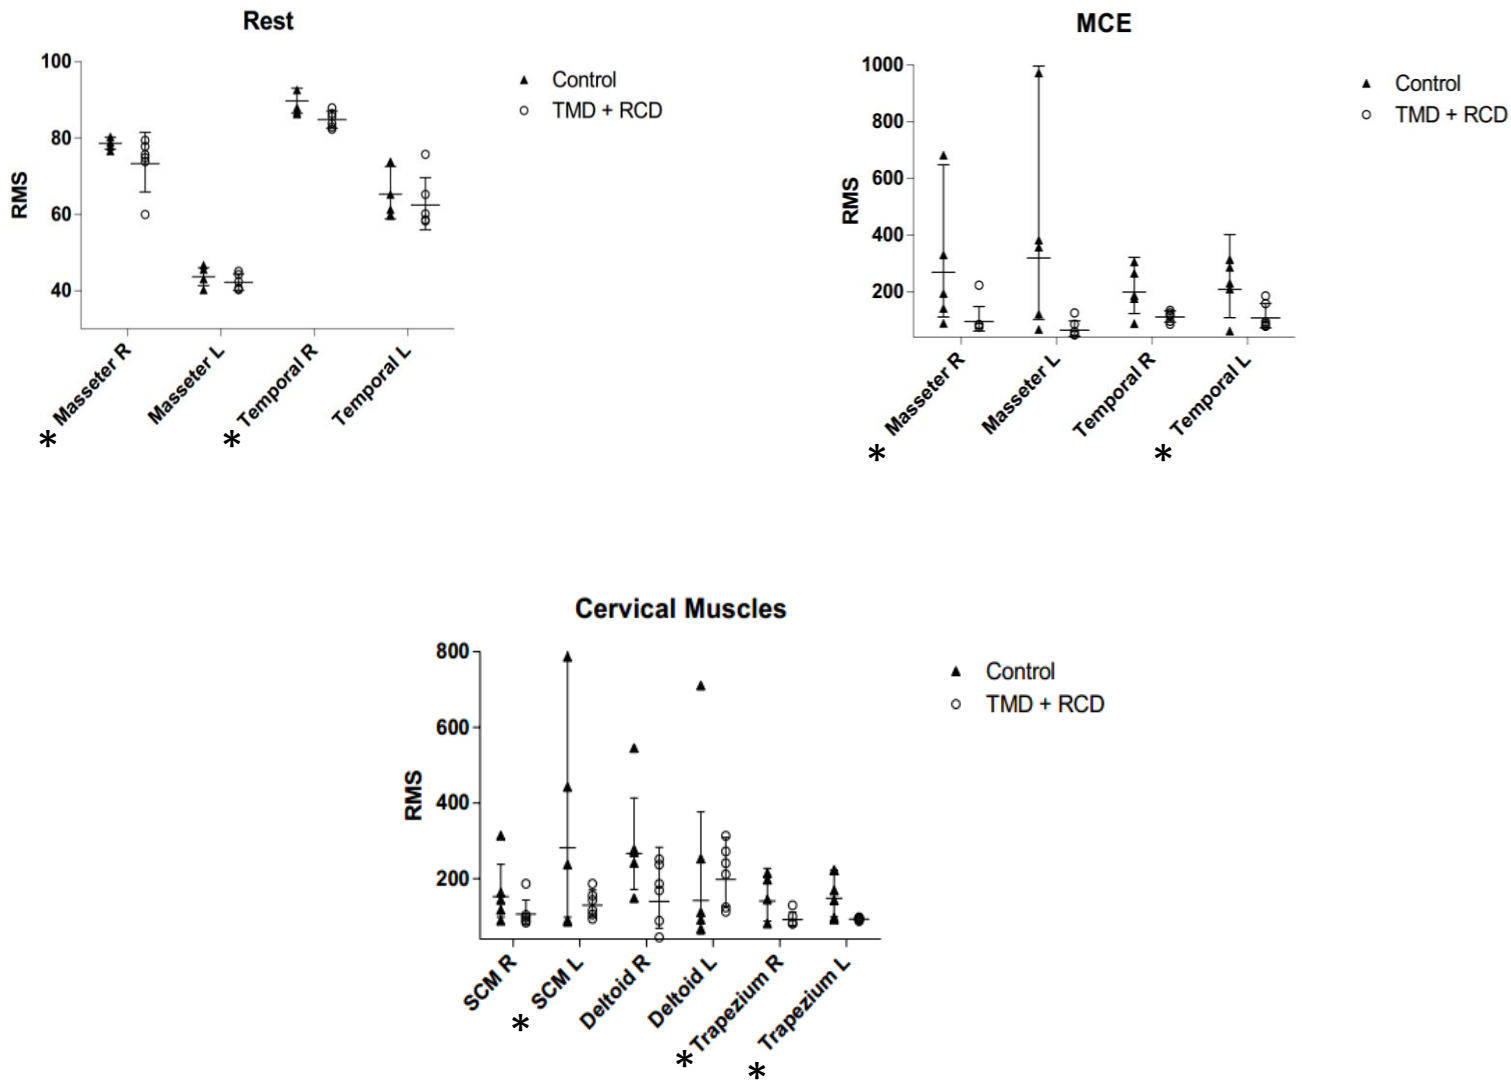 Rest
100
80
60
40
RMS
Control
TMD + RCD
* Masseter R
Masseter L
* Temporal R
Temporal L
MCE
1000
800
600
400
200
RMS
Control
TMD + RCD
* Masseter R
Masseter L
Temporal R
* Temporal L
Cervical Muscles
800
600
400
200
RMS
Control
TMD + RCD
SCM R
* SCM L
Deltoid R
Deltoid L
* Trapezium R
* Trapezium L